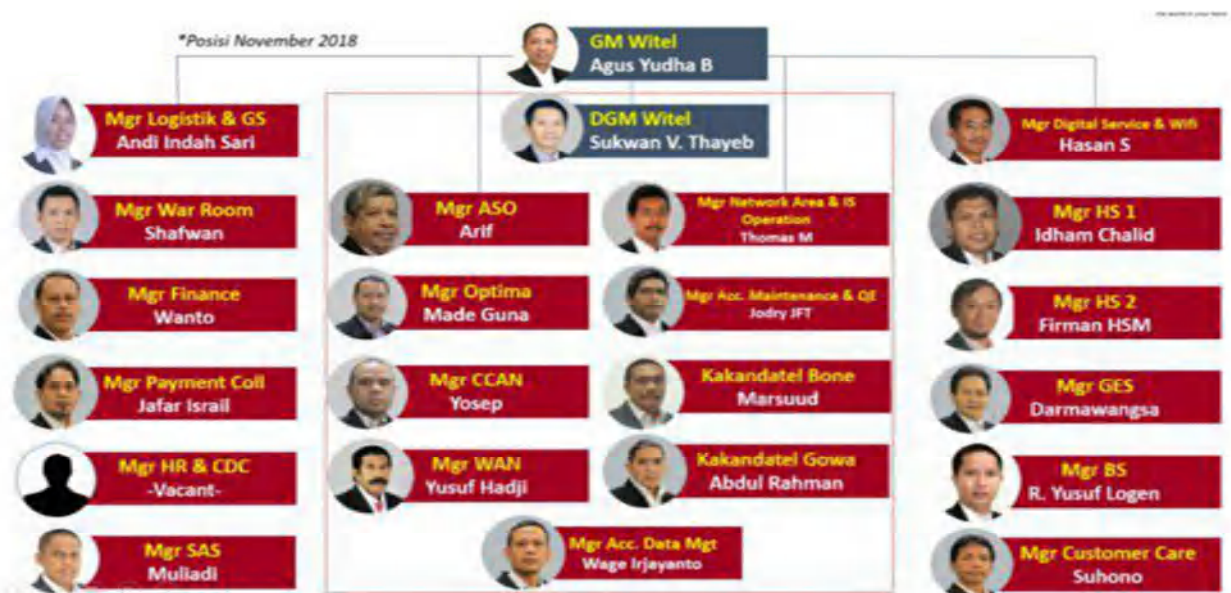 *Posisi November 2018
GM Witel
Agus Yudha B
DGM Witel
Sukwan V. Thayeb
Mgr Logistik & GS
Andi Indah Sari
Mgr War Room
Shafwan
Mgr Finance
Wanto
Mgr Payment Coll
Jafar Israil
Mgr HR & CDC
-Vacant-
Mgr SAS
Muliadi
Mgr ASO
Arif
Mgr Optima
Made Guna
Mgr CCAN
Yosep
Mgr WAN
Yusuf Hadji
Mgr Network Area & IS
Operation
Thomas M
Mgr Acc. Maintenance & QE
Jodry JFT
Kakandatel Bone
Marsuud
Kakandatel Gowa
Abdul Rahman
Mgr Acc. Data Mgt
Wage Irjayanto
Mgr Digital Service & Wifi
Hasan S
Mgr HS 1
Idham Chalid
Mgr HS 2
Firman HSM
Mgr GES
Darmawangsa
Mgr BS
R. Yusuf Logen
Mgr Customer Care
Suhono